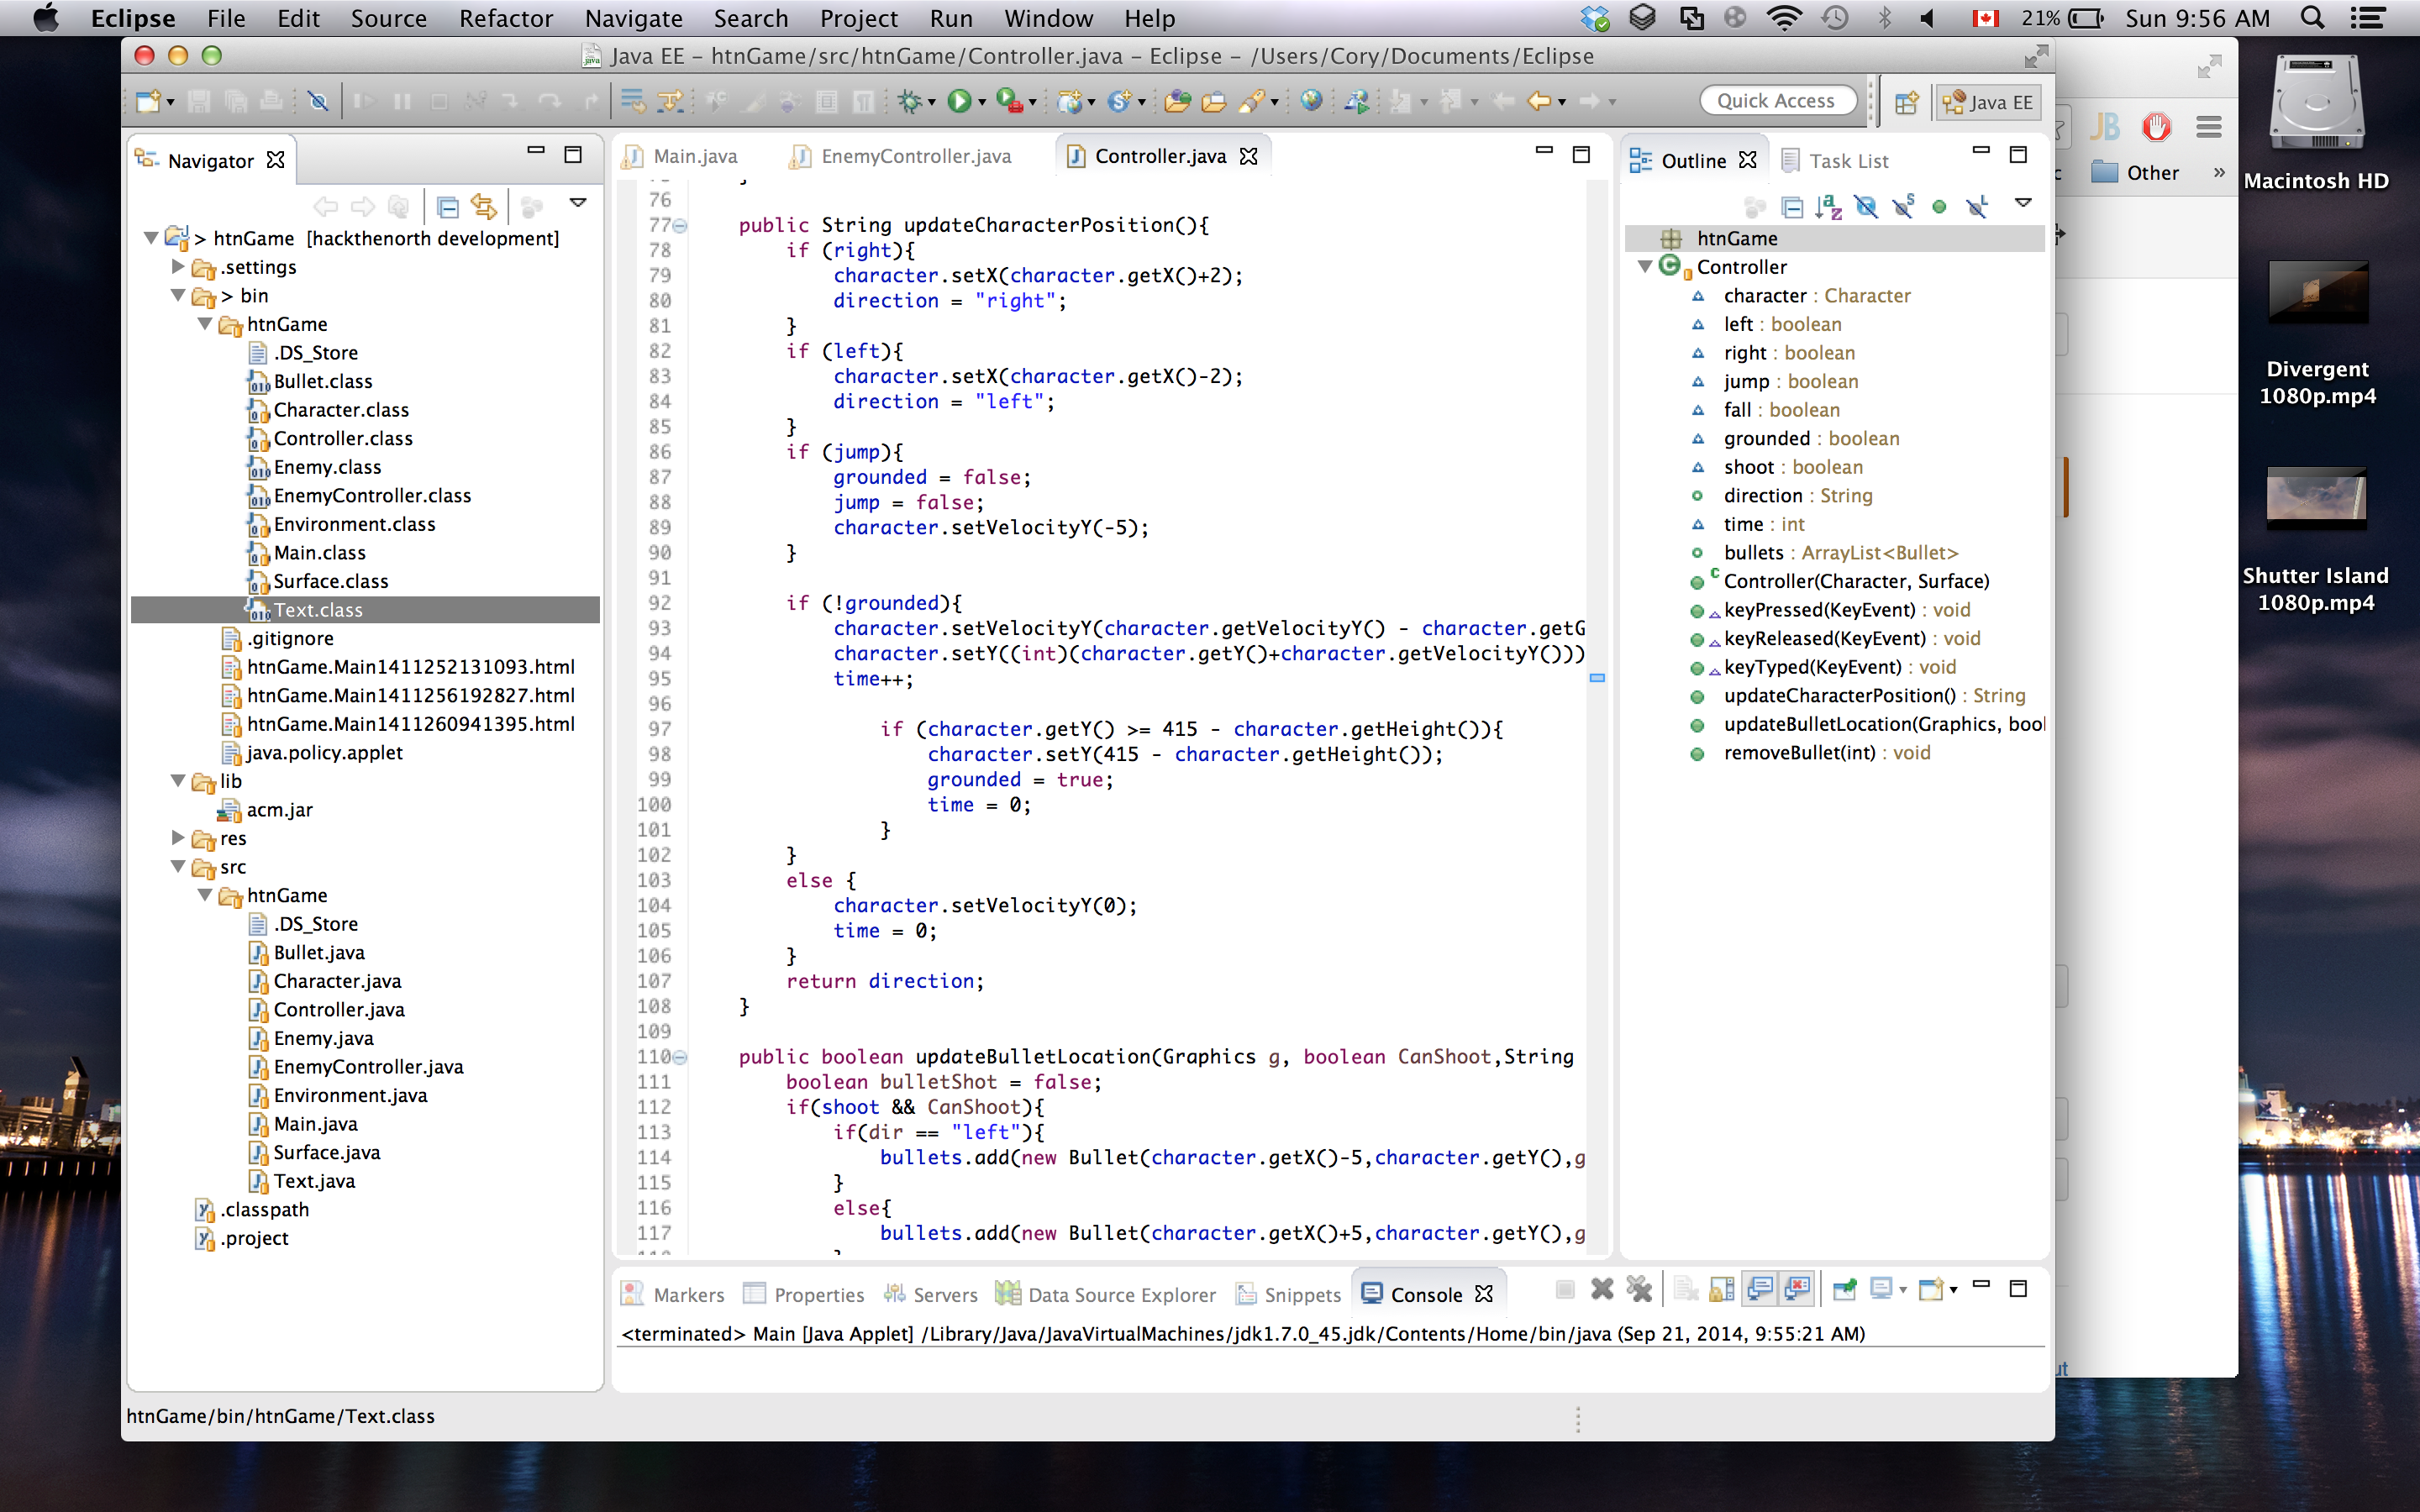 Eclipse File Edit Source Refactor Navigate Search Project Run Window Help 21% Sun 9:56 AM
Java EE – htnGame/src/htnGame/Controller.java – Eclipse – /Users/Cory/Documents/Eclipse
Quick Access Java EE
Navigator
> htnGame [hackthenorth development]
.settings
> bin
htnGame
.DS_Store
Bullet.class
Character.class
Controller.class
Enemy.class
EnemyController.class
Environment.class
Main.class
Surface.class
Text.class
.gitignore
htnGame.Main1411252131093.html
htnGame.Main1411256192827.html
htnGame.Main1411260941395.html
java.policy.applet
lib
acm.jar
res
src
htnGame
.DS_Store
Bullet.java
Character.java
Controller.java
Enemy.java
EnemyController.java
Environment.java
Main.java
Surface.java
Text.java
.classpath
.project
Main.java EnemyController.java Controller.java
76
77 public String updateCharacterPosition(){
78 if (right){
79 character.setX(character.getX()+2);
80 direction = "right";
81 }
82 if (left){
83 character.setX(character.getX()-2);
84 direction = "left";
85 }
86 if (jump){
87 grounded = false;
88 jump = false;
89 character.setVelocityY(-5);
90 }
91
92 if (!grounded){
93 character.setVelocityY(character.getVelocityY() - character.getG
94 character.setY((int)(character.getY()+character.getVelocityY()))
95 time++;
96
97 if (character.getY() >= 415 - character.getHeight()){
98 character.setY(415 - character.getHeight());
99 grounded = true;
100 time = 0;
101 }
102 }
103 else {
104 character.setVelocityY(0);
105 time = 0;
106 }
107 return direction;
108 }
109
110 public boolean updateBulletLocation(Graphics g, boolean CanShoot,String
111 boolean bulletShot = false;
112 if(shoot && CanShoot){
113 if(dir == "left"){
114 bullets.add(new Bullet(character.getX()-5,character.getY(),g
115 }
116 else{
117 bullets.add(new Bullet(character.getX()+5,character.getY(),g
Outline Task List
htnGame
Controller
character : Character
left : boolean
right : boolean
jump : boolean
fall : boolean
grounded : boolean
shoot : boolean
direction : String
time : int
bullets : ArrayList<Bullet>
Controller(Character, Surface)
keyPressed(KeyEvent) : void
keyReleased(KeyEvent) : void
keyTyped(KeyEvent) : void
updateCharacterPosition() : String
updateBulletLocation(Graphics, bool
removeBullet(int) : void
Markers Properties Servers Data Source Explorer Snippets Console
<terminated> Main [Java Applet] /Library/Java/JavaVirtualMachines/jdk1.7.0_45.jdk/Contents/Home/bin/java (Sep 21, 2014, 9:55:21 AM)
htnGame/bin/htnGame/Text.class
JB
c Other »
ut
Macintosh HD
Divergent
1080p.mp4
Shutter Island
1080p.mp4